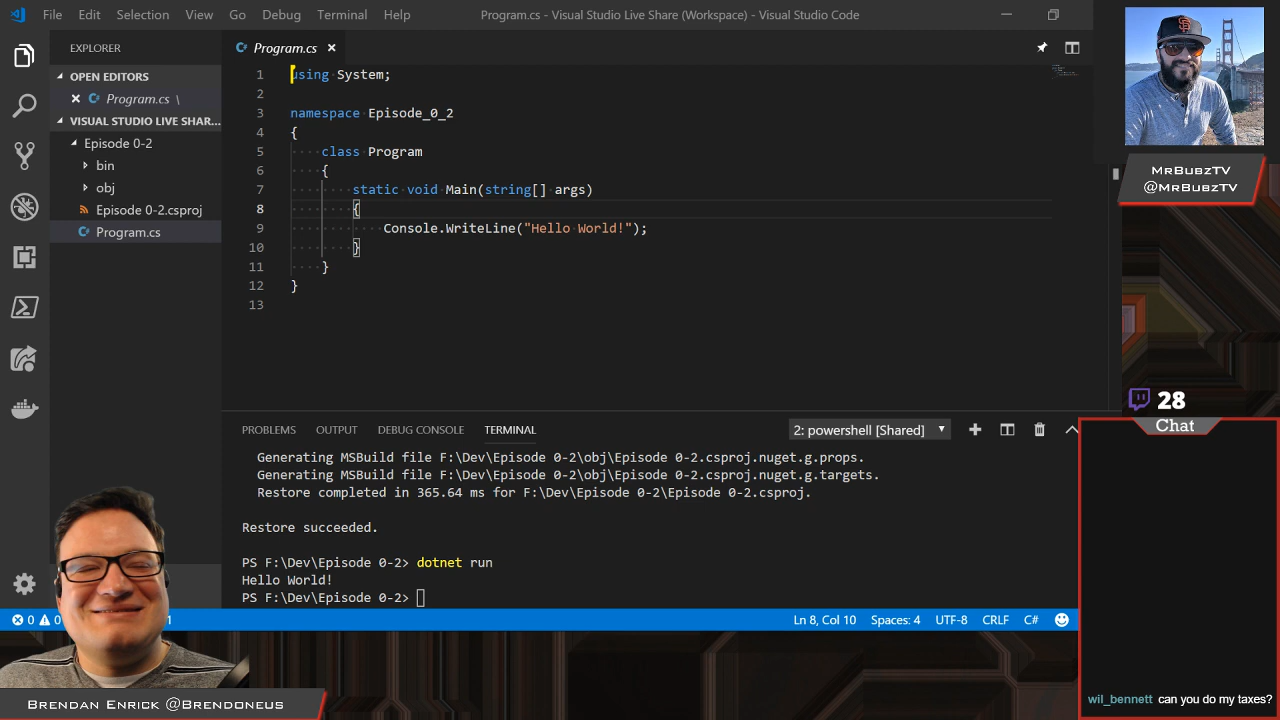 File Edit Selection View Go Debug Terminal Help
Program.cs - Visual Studio Live Share (Workspace) - Visual Studio Code
EXPLORER
OPEN EDITORS
Program.cs \
VISUAL STUDIO LIVE SHAR...
Episode 0-2
bin
obj
Episode 0-2.csproj
Program.cs
Program.cs
1 using System;
2
3 namespace Episode_0_2
4 {
5 class Program
6 {
7 static void Main(string[] args)
8 {
9 Console.WriteLine("Hello World!");
10 }
11 }
12 }
13
PROBLEMS OUTPUT DEBUG CONSOLE TERMINAL
2: powershell [Shared]
Generating MSBuild file F:\Dev\Episode 0-2\obj\Episode 0-2.csproj.nuget.g.props.
Generating MSBuild file F:\Dev\Episode 0-2\obj\Episode 0-2.csproj.nuget.g.targets.
Restore completed in 365.64 ms for F:\Dev\Episode 0-2\Episode 0-2.csproj.
Restore succeeded.
PS F:\Dev\Episode 0-2> dotnet run
Hello World!
PS F:\Dev\Episode 0-2>
0 0 1
Ln 8, Col 10 Spaces: 4 UTF-8 CRLF C#
MrBubzTV
@MrBubzTV
28
Chat
wil_bennett can you do my taxes?
Brendan Enrick @Brendoneus